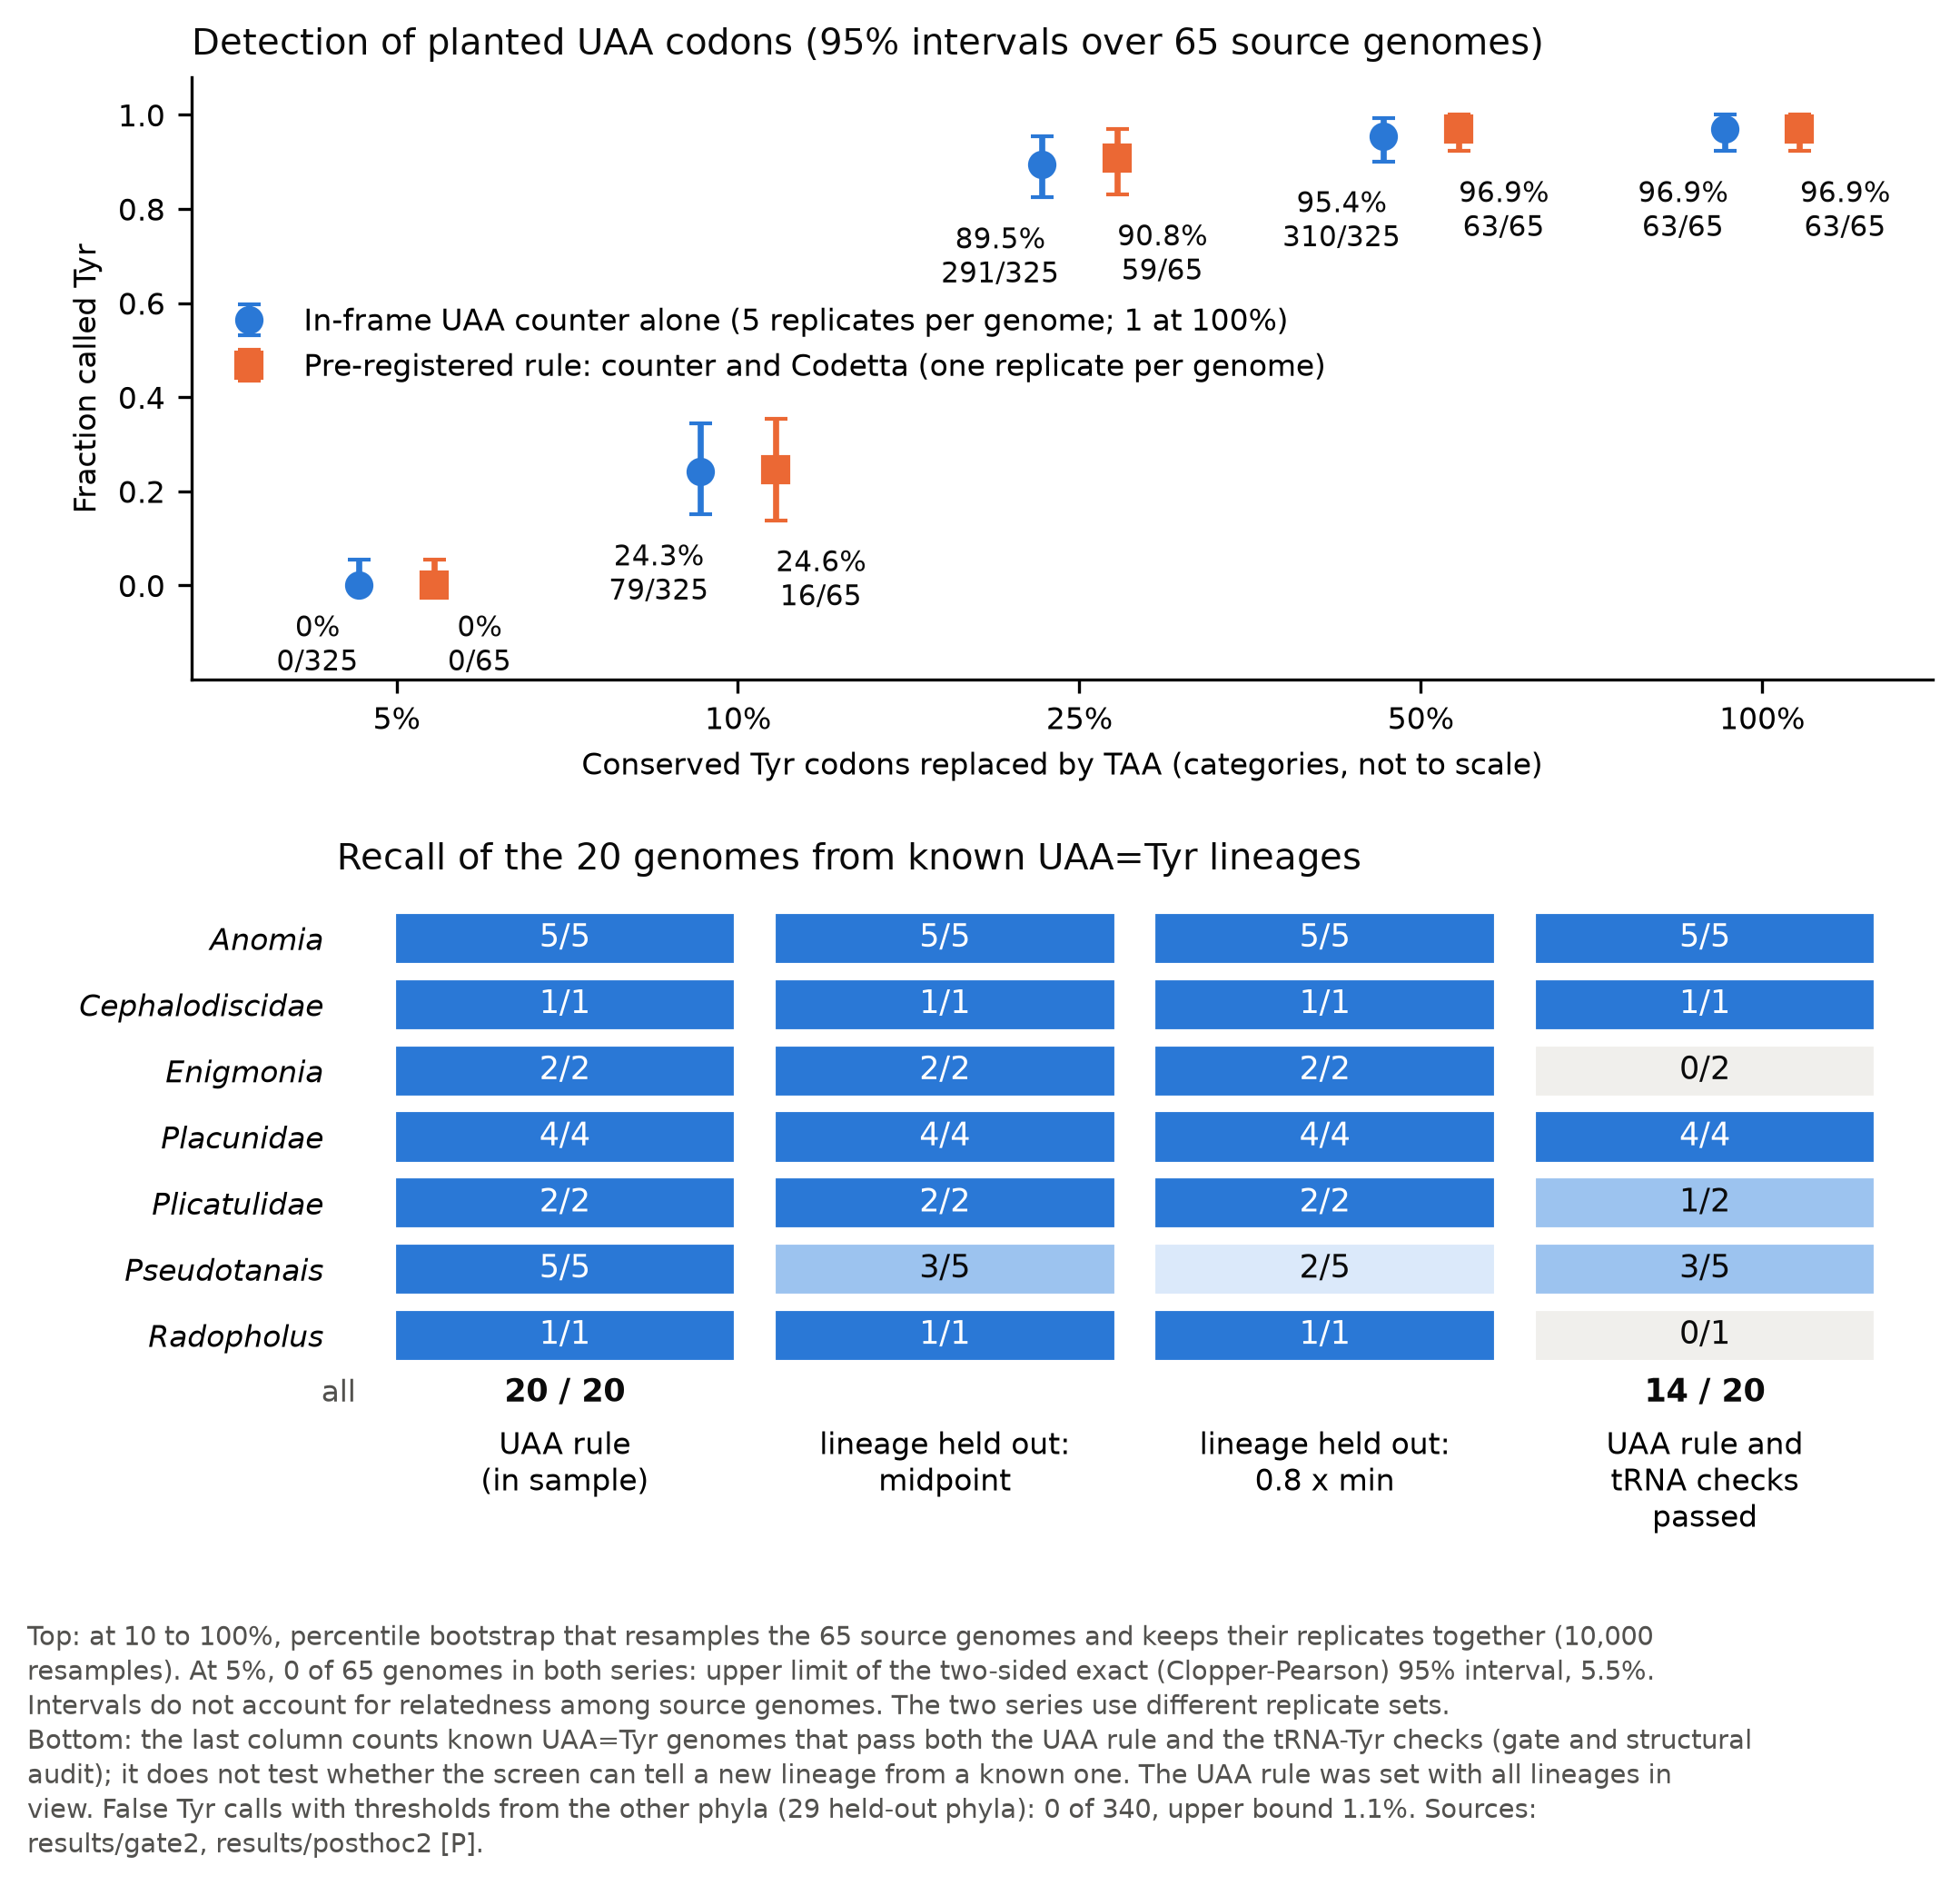 Detection of planted UAA codons (95% intervals over 65 source genomes)
Fraction called Tyr
1.0
0.8
0.6
0.4
0.2
0.0
89.5%
291/325
90.8%
59/65
95.4%
310/325
96.9%
63/65
96.9%
63/65
96.9%
63/65
In-frame UAA counter alone (5 replicates per genome; 1 at 100%)
Pre-registered rule: counter and Codetta (one replicate per genome)
24.3%
79/325
24.6%
16/65
0%
0/325
0%
0/65
5% 10% 25% 50% 100%
Conserved Tyr codons replaced by TAA (categories, not to scale)
Recall of the 20 genomes from known UAA=Tyr lineages
Anomia 5/5 5/5 5/5 5/5
Cephalodiscidae 1/1 1/1 1/1 1/1
Enigmonia 2/2 2/2 2/2 0/2
Placunidae 4/4 4/4 4/4 4/4
Plicatulidae 2/2 2/2 2/2 1/2
Pseudotanais 5/5 3/5 2/5 3/5
Radopholus 1/1 1/1 1/1 0/1
all 20 / 20 14 / 20
UAA rule
(in sample)
lineage held out:
midpoint
lineage held out:
0.8 x min
UAA rule and
tRNA checks
passed
Top: at 10 to 100%, percentile bootstrap that resamples the 65 source genomes and keeps their replicates together (10,000
resamples). At 5%, 0 of 65 genomes in both series: upper limit of the two-sided exact (Clopper-Pearson) 95% interval, 5.5%.
Intervals do not account for relatedness among source genomes. The two series use different replicate sets.
Bottom: the last column counts known UAA=Tyr genomes that pass both the UAA rule and the tRNA-Tyr checks (gate and structural
audit); it does not test whether the screen can tell a new lineage from a known one. The UAA rule was set with all lineages in
view. False Tyr calls with thresholds from the other phyla (29 held-out phyla): 0 of 340, upper bound 1.1%. Sources:
results/gate2, results/posthoc2 [P].